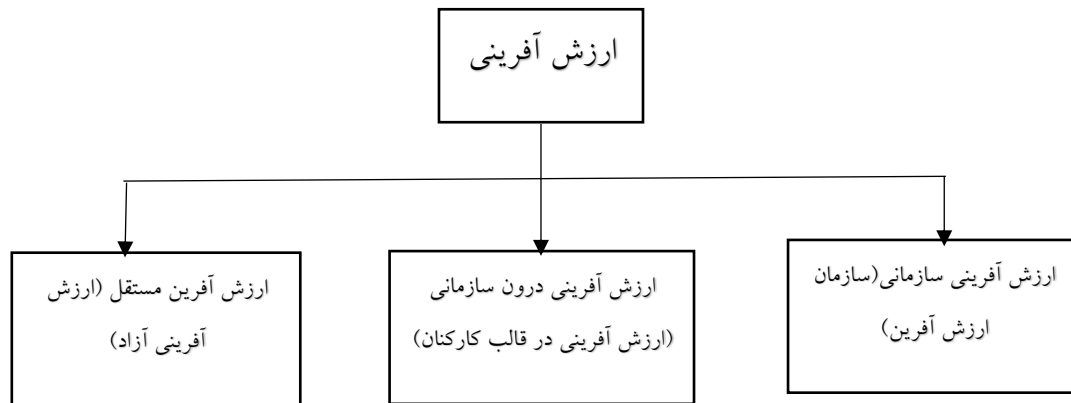 ارزش آفرینی
ارزش آفرینی سازمانی(سازمان
ارزش آفرین)
ارزش آفرینی درون سازمانی
(ارزش آفرینی در قالب کارکنان)
ارزش آفرین مستقل (ارزش
آفرینی آزاد)